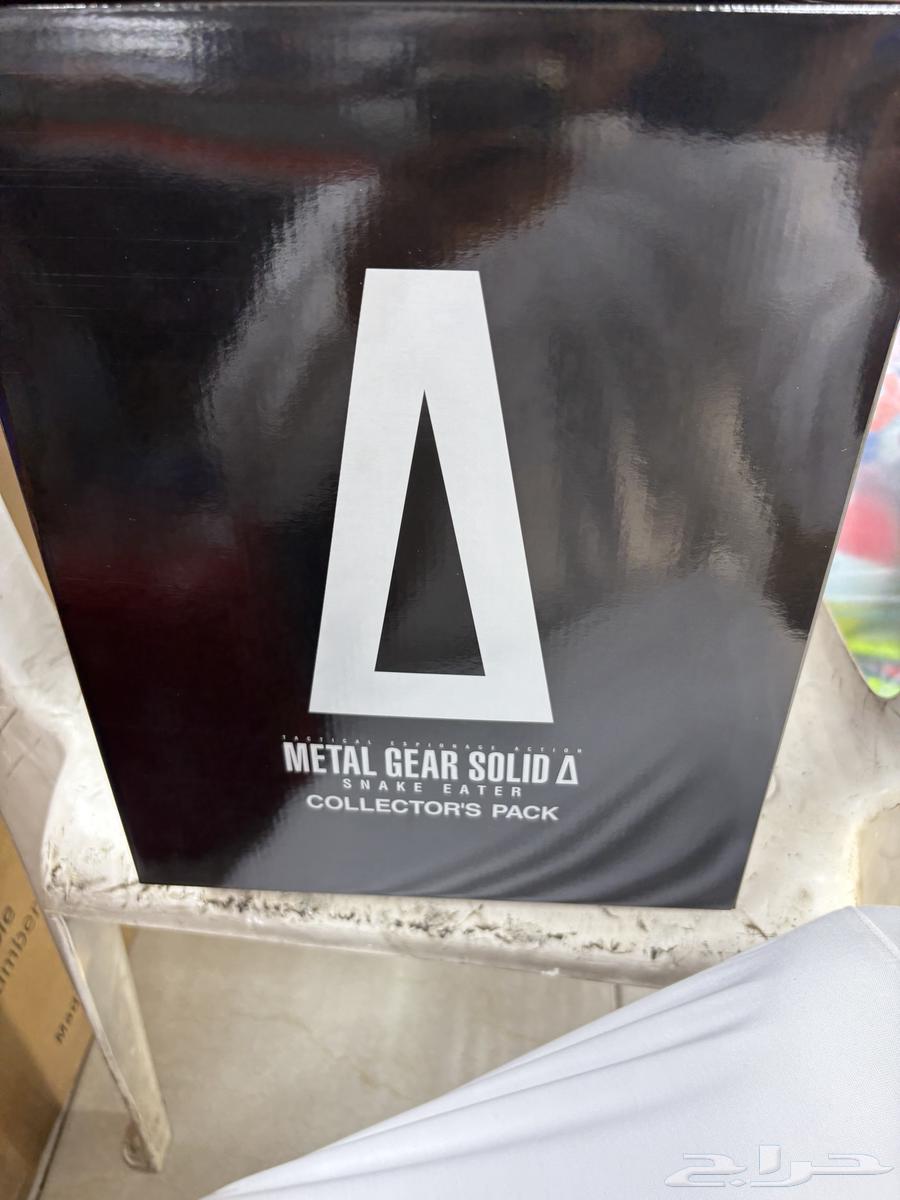 Δ
TACTICAL ESPIONAGE ACTION
METAL GEAR SOLID Δ
SNAKE EATER
COLLECTOR'S PACK
حراج